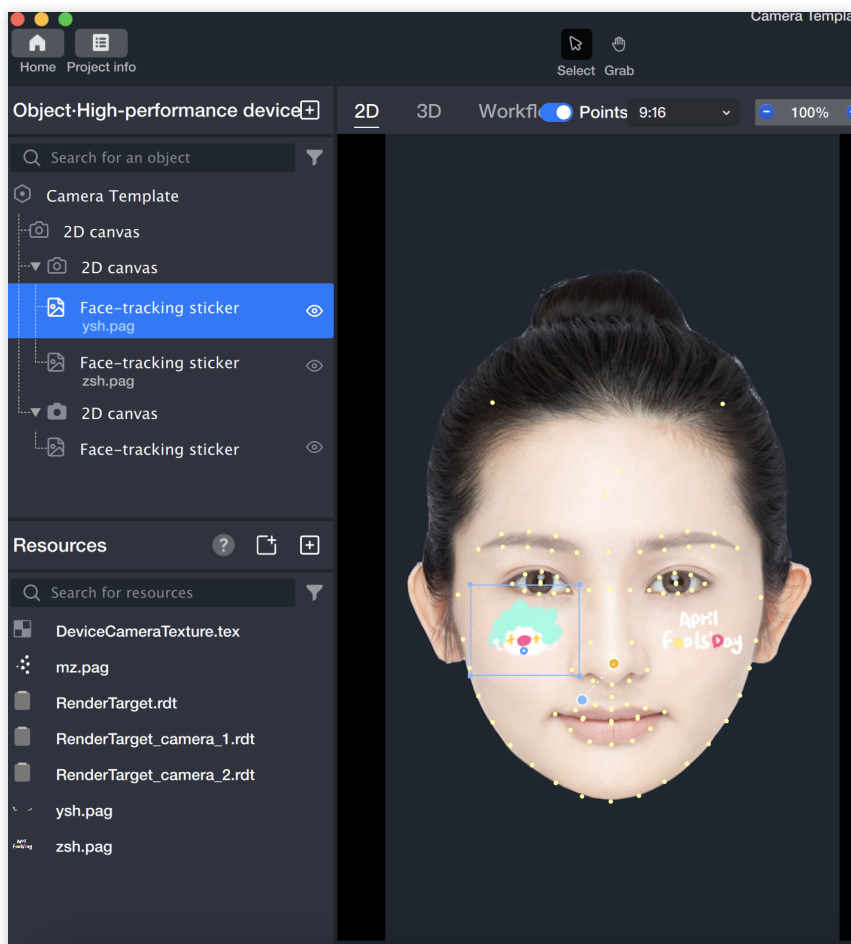 Camera Templa
Home Project info
Select Grab
Object·High-performance device
2D 3D Workfl Points 9:16 100%
Search for an object
Camera Template
2D canvas
2D canvas
Face-tracking sticker
ysh.pag
Face-tracking sticker
zsh.pag
2D canvas
Face-tracking sticker
April
Fools'Day
Resources ?
Search for resources
DeviceCameraTexture.tex
mz.pag
RenderTarget.rdt
RenderTarget_camera_1.rdt
RenderTarget_camera_2.rdt
ysh.pag
zsh.pag